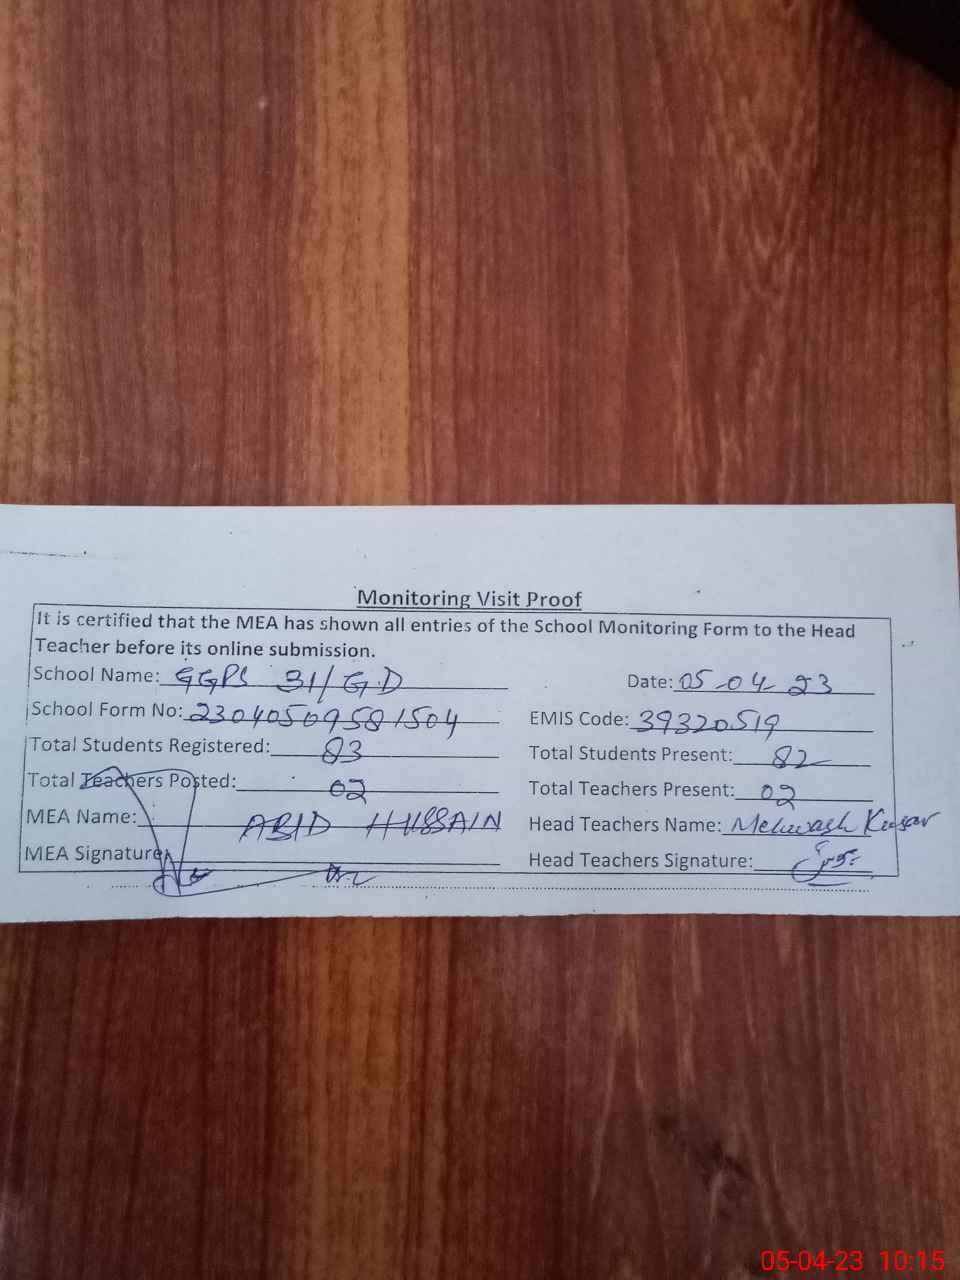 Monitoring Visit Proof
It is certified that the MEA has shown all entries of the School Monitoring Form to the Head
Teacher before its online submission.
School Name: GGPS 31/G.D Date: 05-04-23
School Form No: 23040509581504 EMIS Code: 39320519
Total Students Registered: 83 Total Students Present: 82
Total Teachers Posted: 02 Total Teachers Present: 02
MEA Name: ABID HUSSAIN Head Teachers Name: Mehwash Kusar
MEA Signature Head Teachers Signature:
05-04-23 10:15